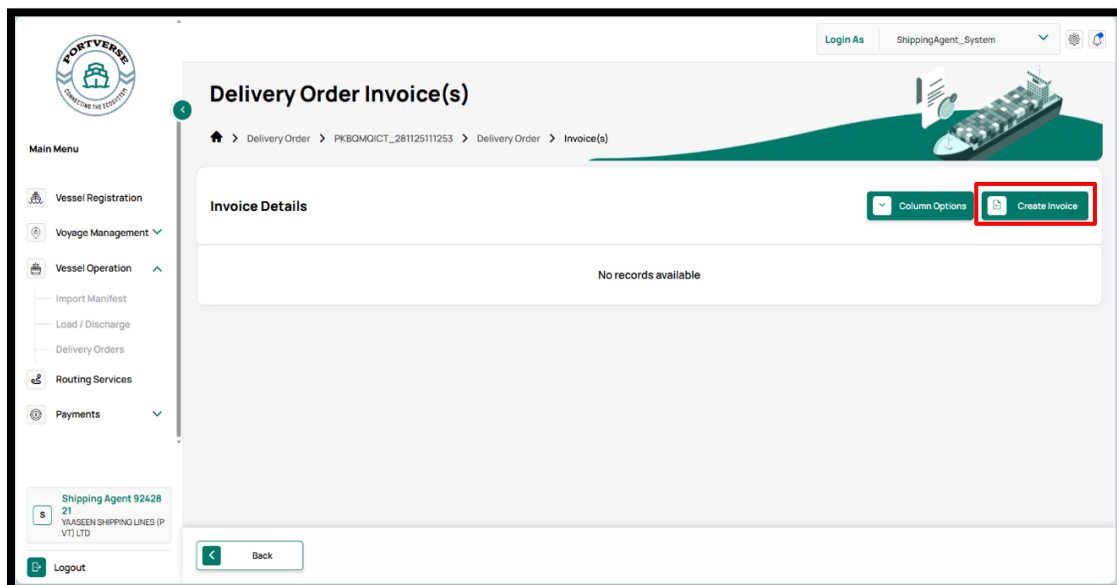 PORTVERSE
CONNECTING THE ECOSYSTEM
Login As
ShippingAgent_System
Delivery Order Invoice(s)
Delivery Order > PKBQMQICT_281125111253 > Delivery Order > Invoice(s)
Main Menu
Vessel Registration
Voyage Management
Vessel Operation
Import Manifest
Load / Discharge
Delivery Orders
Routing Services
Payments
Invoice Details
Column Options
Create Invoice
No records available
S
Shipping Agent 92428
21
YAASEEN SHIPPING LINES (P
VT) LTD
Logout
Back